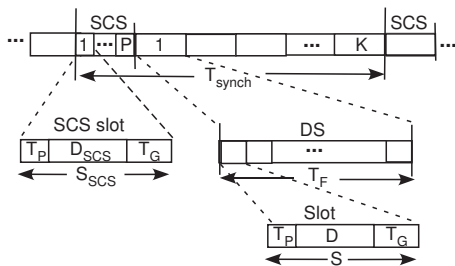 SCS SCS
... 1 ... P 1 ... K ...
T_synch
SCS slot
T_P D_SCS T_G
S_SCS
DS
...
T_F
Slot
T_P D T_G
S